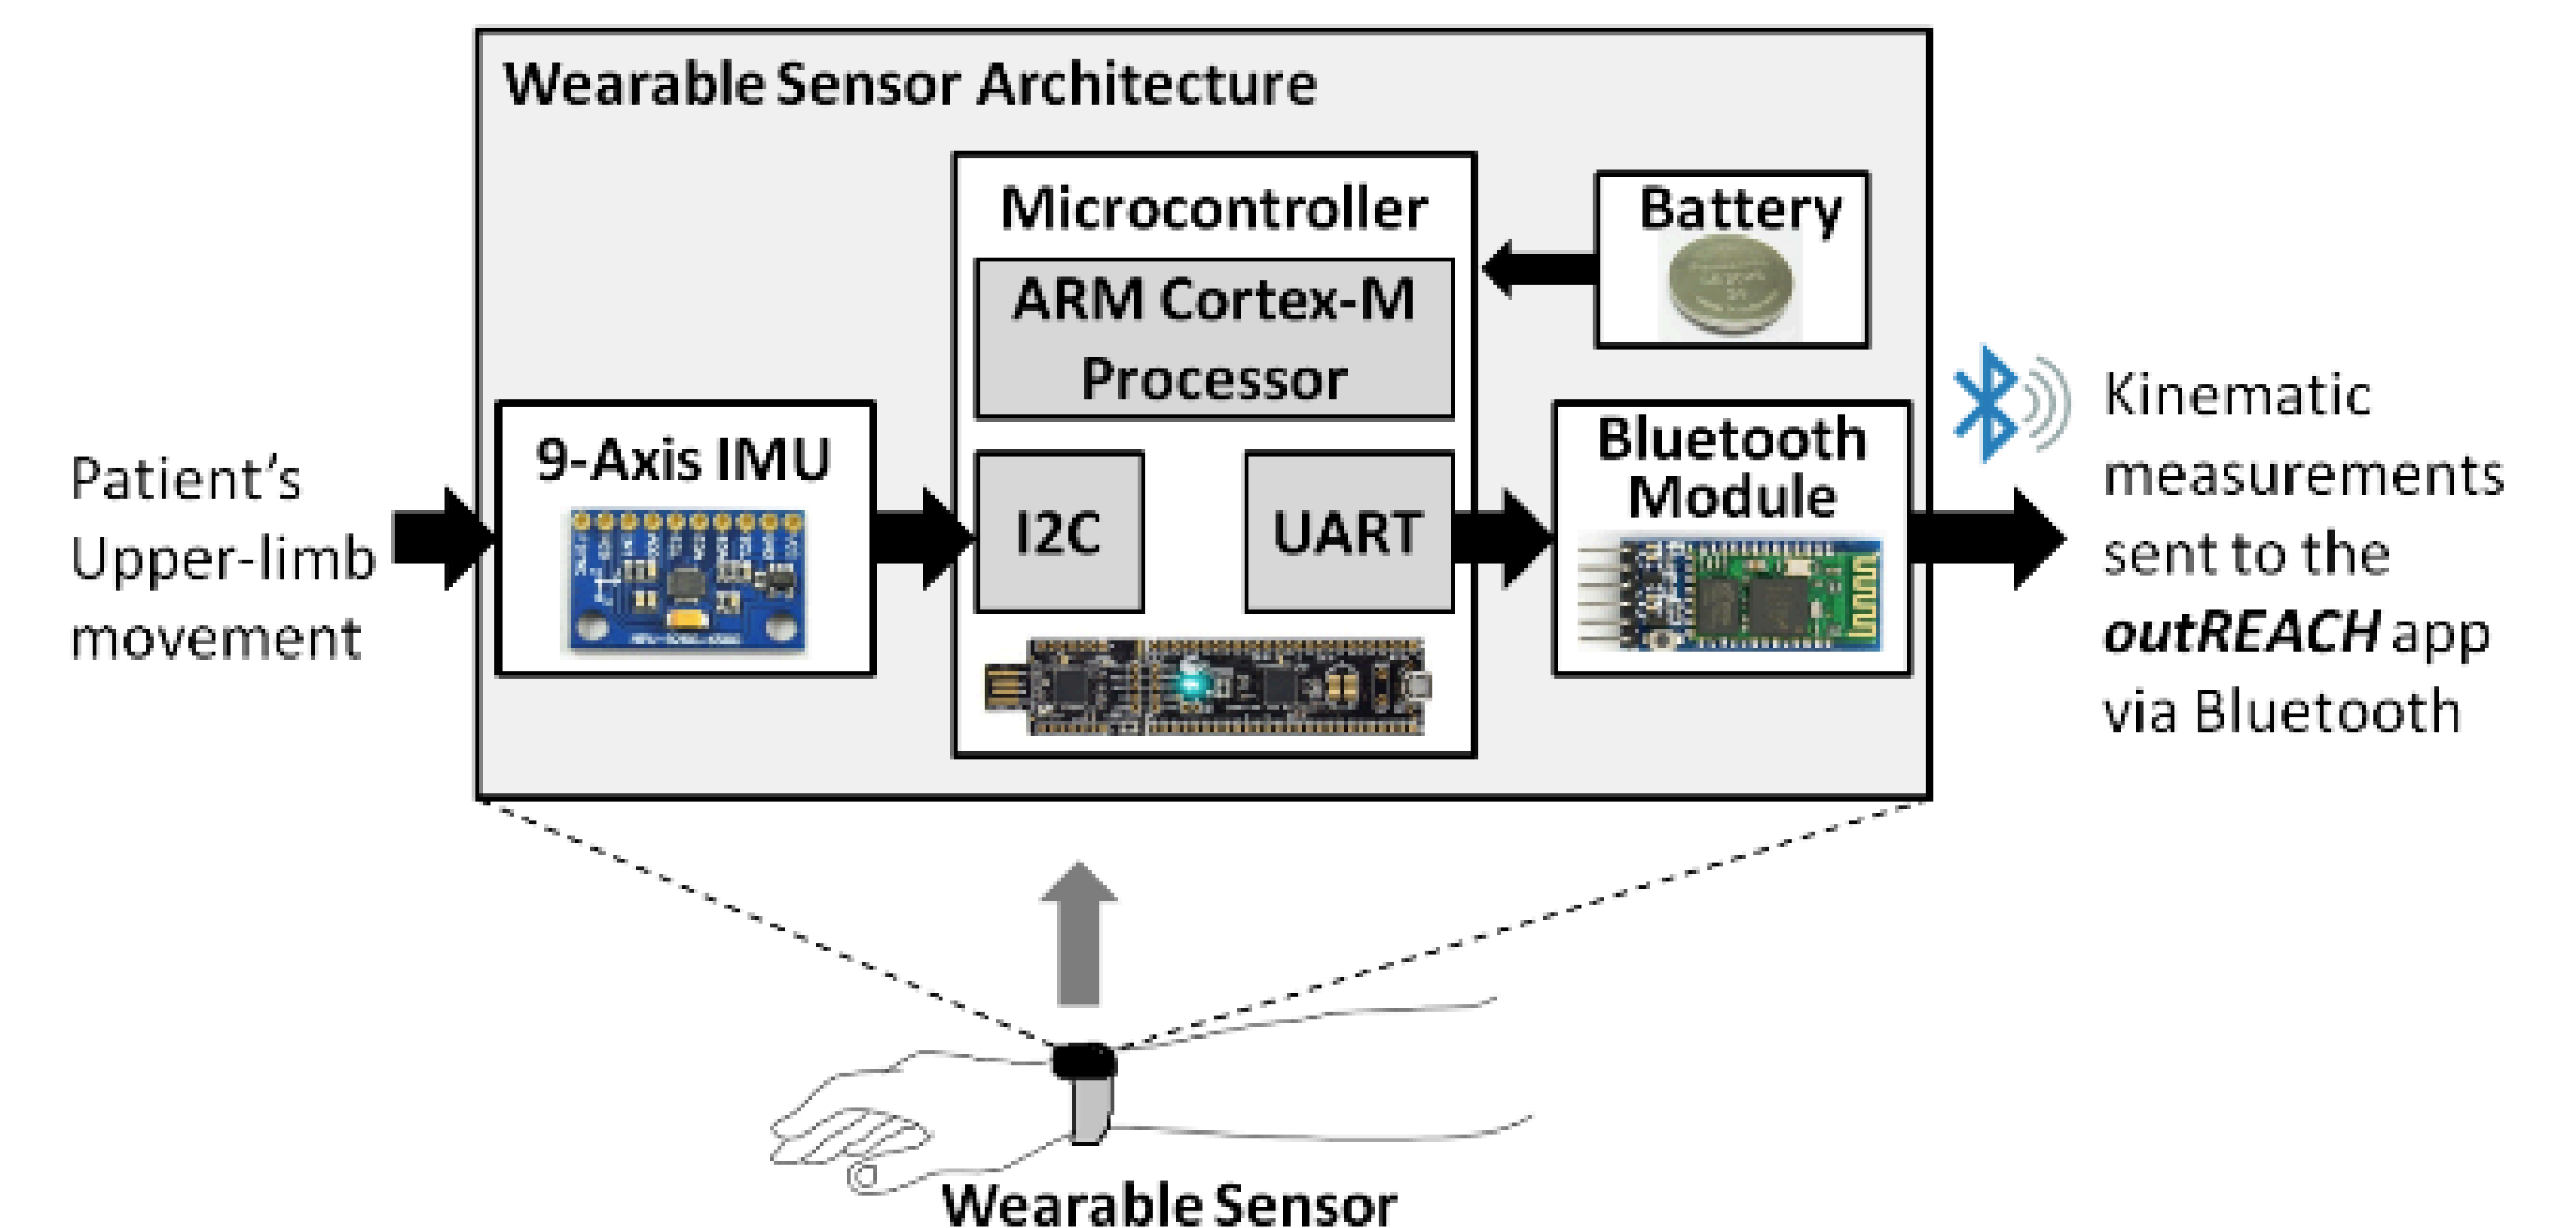 Wearable Sensor Architecture
Microcontroller
ARM Cortex-M
Processor
Battery
9-Axis IMU
I2C
UART
Bluetooth
Module
Patient‘s
Upper-limb
movement
Kinematic
measurements
sent to the
outREACH app
via Bluetooth
Wearable Sensor